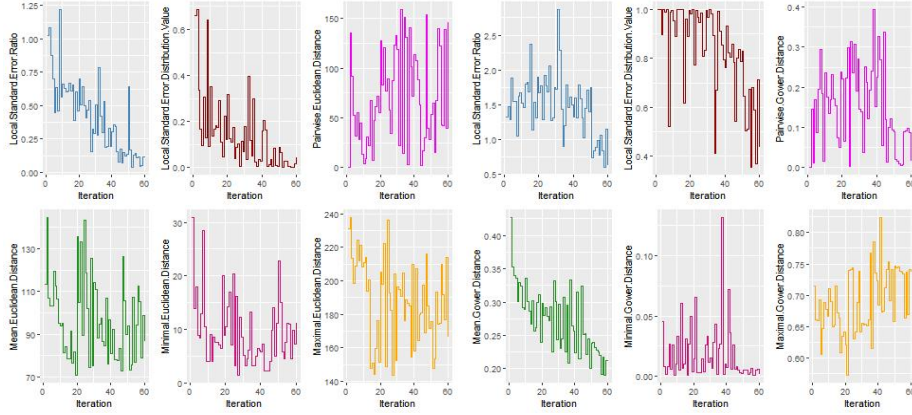 Local.Standard.Error.Ratio
1.25
1.00
0.75
0.50
0.25
0.00
0 20 40 60
Iteration
Local.Standard.Error.Distribution.Value
0.6
0.4
0.2
0.0
0 20 40 60
Iteration
Pairwise.Euclidean.Distance
150
100
50
0
0 20 40 60
Iteration
Local.Standard.Error.Ratio
2.5
2.0
1.5
1.0
0.5
0 20 40 60
Iteration
Local.Standard.Error.Distribution.Value
1.0
0.8
0.6
0.4
0 20 40 60
Iteration
Pairwise.Gower.Distance
0.4
0.3
0.2
0.1
0.0
0 20 40 60
Iteration
Mean.Euclidean.Distance
130
110
90
70
0 20 40 60
Iteration
Minimal.Euclidean.Distance
30
20
10
0
0 20 40 60
Iteration
Maximal.Euclidean.Distance
240
220
200
180
160
140
0 20 40 60
Iteration
Mean.Gower.Distance
0.40
0.35
0.30
0.25
0.20
0 20 40 60
Iteration
Minimal.Gower.Distance
0.10
0.05
0.00
0 20 40 60
Iteration
Maximal.Gower.Distance
0.80
0.75
0.70
0.65
0.60
0 20 40 60
Iteration